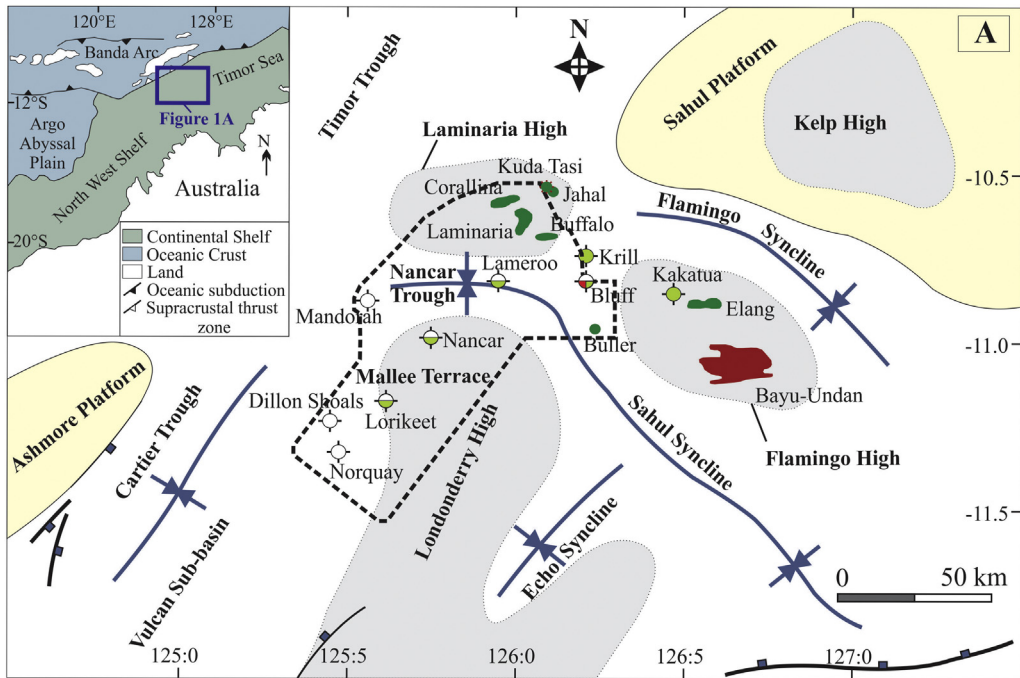 120°E
128°E
Banda Arc
Timor Sea
-12°S
Figure 1A
Argo
Abyssal
Plain
North West Shelf
N
Australia
-20°S
Continental Shelf
Oceanic Crust
Land
Oceanic subduction
Supracrustal thrust
zone
A
N
Timor Trough
Sahul Platform
Kelp High
Laminaria High
Kuda Tasi
Corallina
Jahal
-10.5
Laminaria
Buffalo
Flamingo
Syncline
Krill
Nancar
Trough
Lameroo
Bluff
Kakatua
Elang
Mandorah
Nancar
Buller
-11.0
Mallee Terrace
Bayu-Undan
Dillon Shoals
Lorikeet
Norquay
Ashmore Platform
Cartier Trough
Londonderry High
Sahul Syncline
Flamingo High
-11.5
Vulcan Sub-basin
Echo Syncline
0
50 km
125:0
125:5
126:0
126:5
127:0